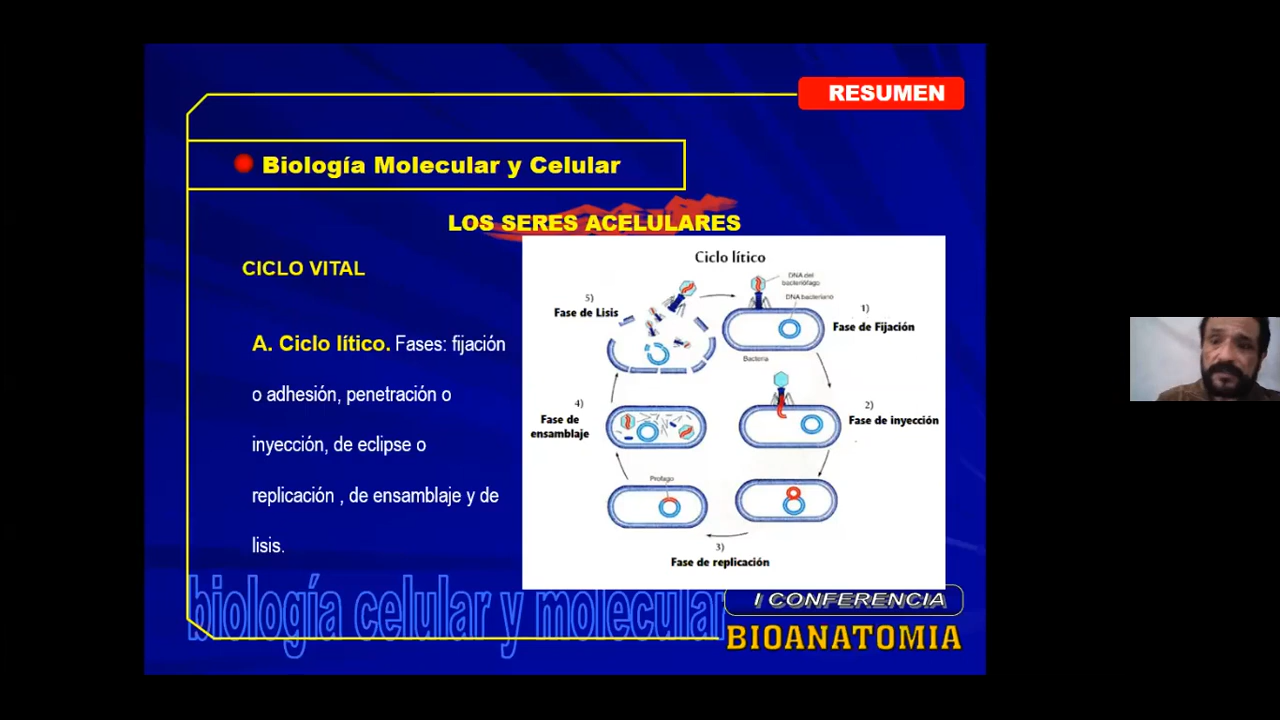 RESUMEN
Biología Molecular y Celular
LOS SERES ACELULARES
CICLO VITAL
A. Ciclo lítico. Fases: fijación
o adhesión, penetración o
inyección, de eclipse o
replicación , de ensamblaje y de
lisis.
Ciclo lítico
DNA del
bacteriófago
DNA bacteriano
1)
Fase de Fijación
Bacteria
2)
Fase de inyección
3)
Fase de replicación
Profago
4)
Fase de
ensamblaje
5)
Fase de Lisis
biología celular y molecular
I CONFERENCIA
BIOANATOMIA